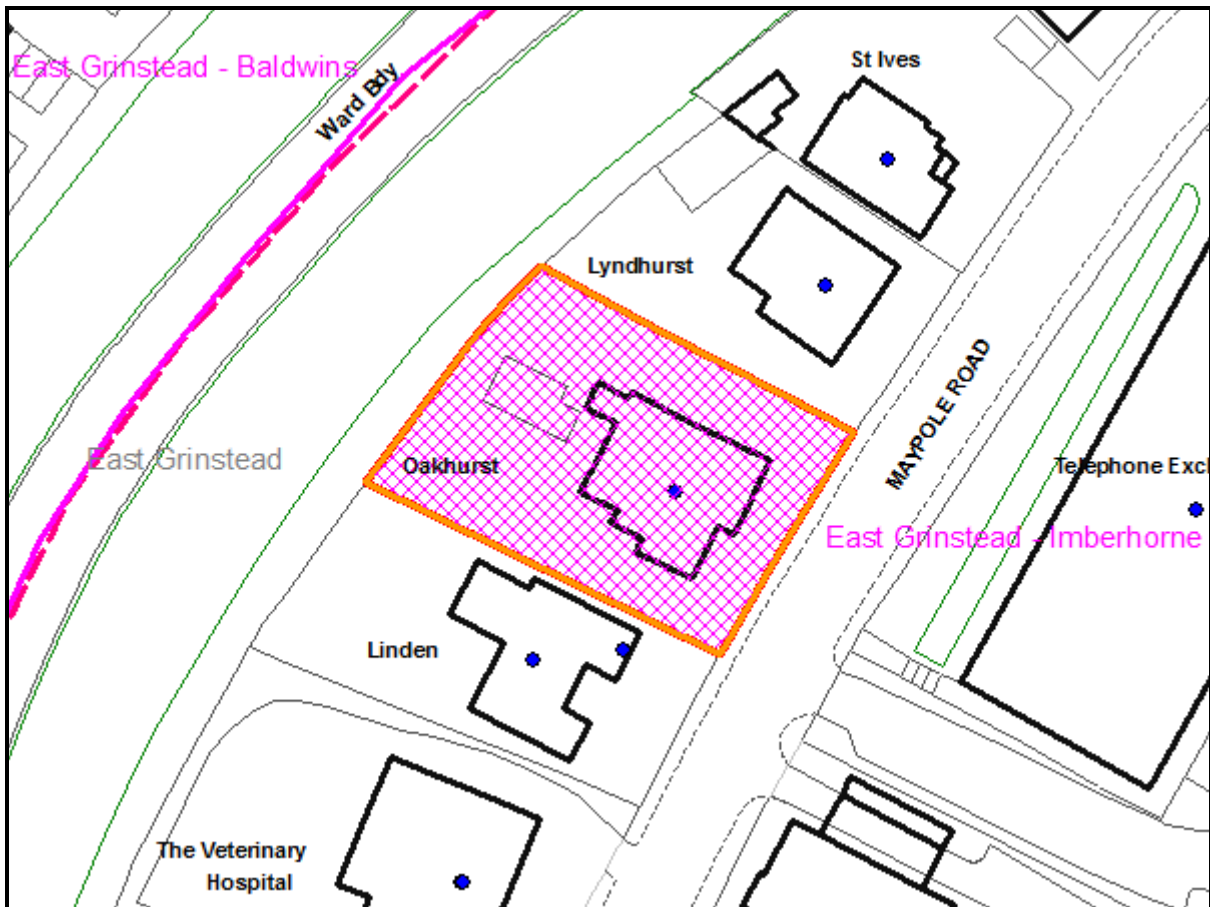 St Ives
East Grinstead - Baldwins
Ward Bdy
Lyndhurst
MAYPOLE ROAD
East Grinstead
Oakhurst
Telephone Excl
East Grinstead - Imberhorne
Linden
The Veterinary
Hospital